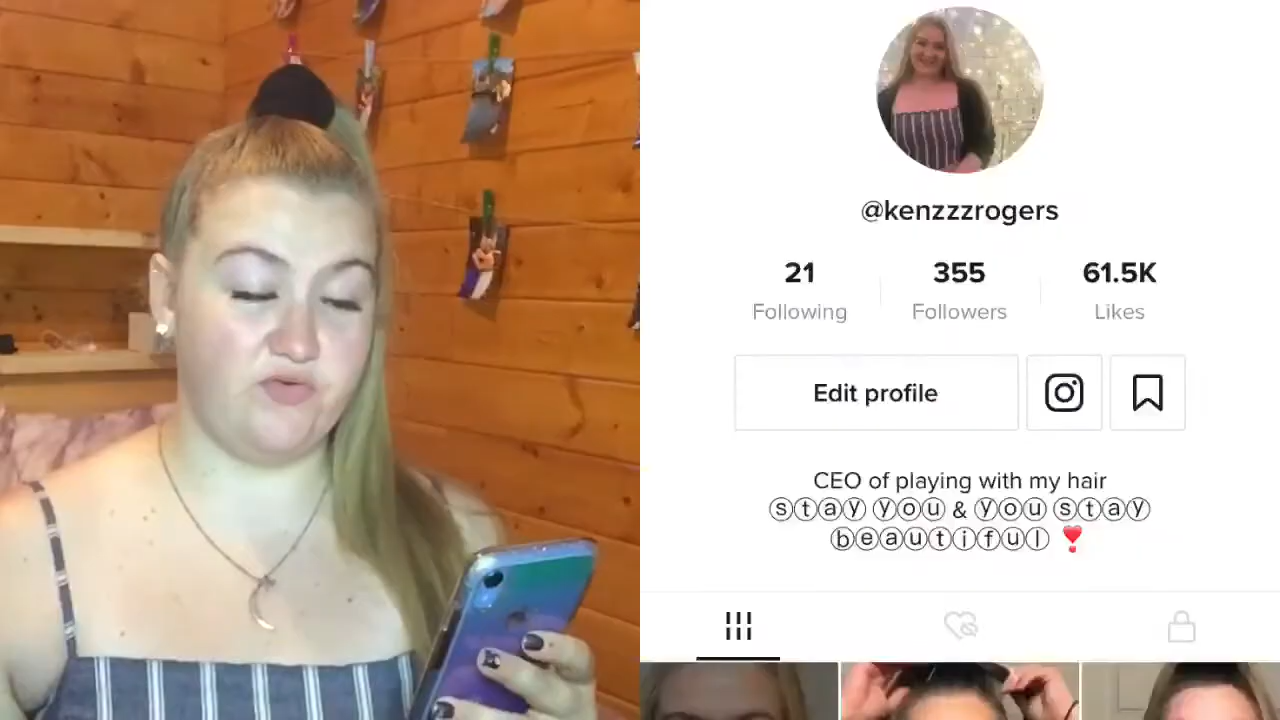 @kenzzzrogers
21 355 61.5K
Following Followers Likes
Edit profile
CEO of playing with my hair
ⓢⓣⓐⓨ ⓨⓞⓤ & ⓨⓞⓤ ⓢⓣⓐⓨ
ⓑⓔⓐⓤⓣⓘⓕⓤⓛ ❣️